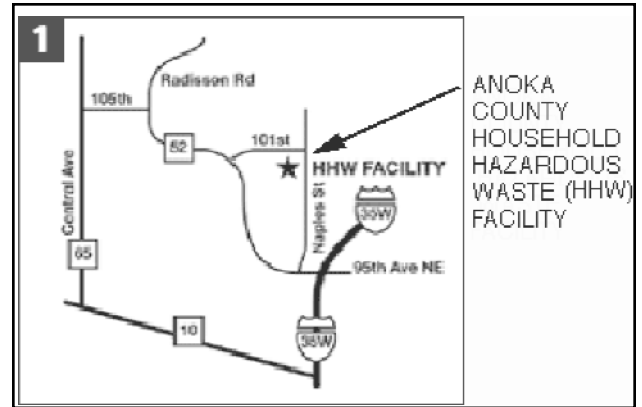 1
Radisson Rd
105th
52
101st
HHW FACILITY
Naples St
35W
Central Ave
65
95th Ave NE
10
35W
ANOKA
COUNTY
HOUSEHOLD
HAZARDOUS
WASTE (HHW)
FACILITY